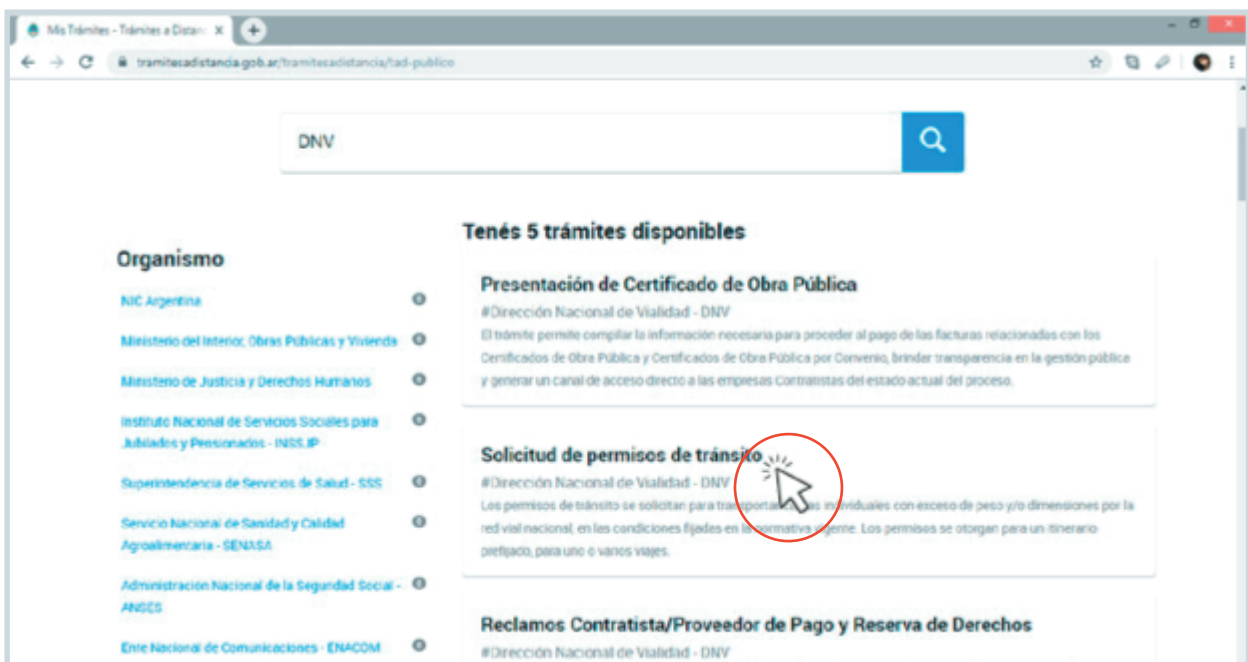 Mis Trámites - Trámites a Distanc
tramitesadistancia.gob.ar/tramitesadistancia/tad-publico
DNV
Organismo
NIC Argentina
Ministerio del Interior, Obras Públicas y Vivienda
Ministerio de Justicia y Derechos Humanos
Instituto Nacional de Servicios Sociales para
Jubilados y Pensionados - INSSJP
Superintendencia de Servicios de Salud - SSS
Servicio Nacional de Sanidad y Calidad
Agroalimentaria - SENASA
Administración Nacional de la Seguridad Social -
ANSES
Ente Nacional de Comunicaciones - ENACOM
Tenés 5 trámites disponibles
Presentación de Certificado de Obra Pública
#Dirección Nacional de Vialidad - DNV
El trámite permite compilar la información necesaria para proceder al pago de las facturas relacionadas con los
Certificados de Obra Pública y Certificados de Obra Pública por Convenio, brinder transparencia en la gestión pública
y generar un canal de acceso directo a las empresas Contratistas del estado actual del proceso.
Solicitud de permisos de tránsito
#Dirección Nacional de Vialidad - DNV
Los permisos de tránsito se solicitan para transportar individuales con exceso de peso y/o dimensiones por la
red vial nacional, en las condiciones fijadas en la normativa vigente. Los permisos se otorgan para un itinerario
prefijado, para uno o varios viajes.
Reclamos Contratista/Proveedor de Pago y Reserva de Derechos
#Dirección Nacional de Vialidad - DNV